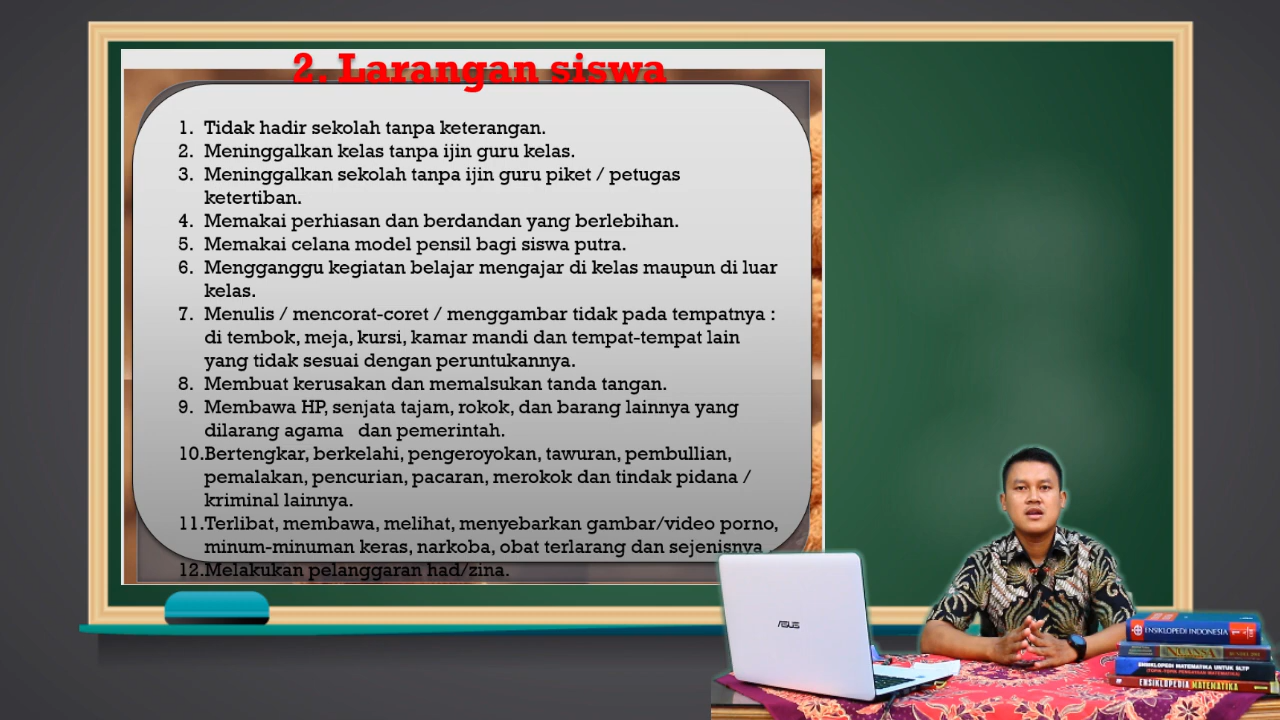 2. Larangan siswa
1. Tidak hadir sekolah tanpa keterangan.
2. Meninggalkan kelas tanpa ijin guru kelas.
3. Meninggalkan sekolah tanpa ijin guru piket / petugas
ketertiban.
4. Memakai perhiasan dan berdandan yang berlebihan.
5. Memakai celana model pensil bagi siswa putra.
6. Mengganggu kegiatan belajar mengajar di kelas maupun di luar
kelas.
7. Menulis / mencorat-coret / menggambar tidak pada tempatnya :
di tembok, meja, kursi, kamar mandi dan tempat-tempat lain
yang tidak sesuai dengan peruntukannya.
8. Membuat kerusakan dan memalsukan tanda tangan.
9. Membawa HP, senjata tajam, rokok, dan barang lainnya yang
dilarang agama   dan pemerintah.
10.Bertengkar, berkelahi, pengeroyokan, tawuran, pembullian,
pemalakan, pencurian, pacaran, merokok dan tindak pidana /
kriminal lainnya.
11.Terlibat, membawa, melihat, menyebarkan gambar/video porno,
minum-minuman keras, narkoba, obat terlarang dan sejenisnya
12.Melakukan pelanggaran had/zina.
ASUS
ENSIKLOPEDI INDONESIA
ENSIKLOPEDI MATEMATIKA UNTUK SLTP
ENSIKLOPEDIA MATEMATIKA